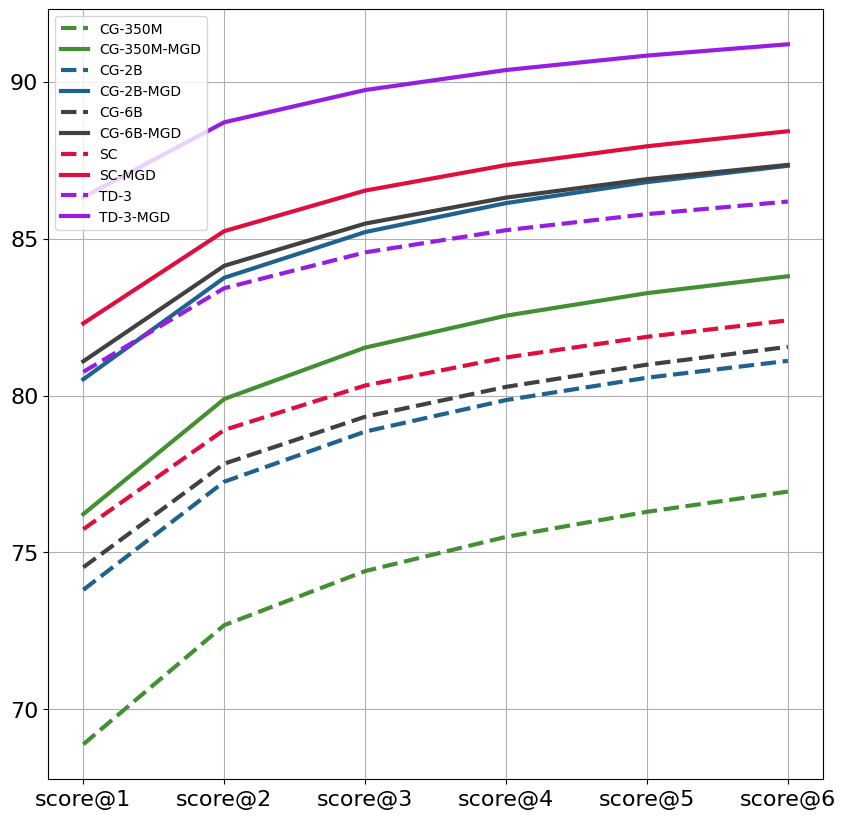 CG-350M
CG-350M-MGD
CG-2B
CG-2B-MGD
CG-6B
CG-6B-MGD
SC
SC-MGD
TD-3
TD-3-MGD
90
85
80
75
70
score@1 score@2 score@3 score@4 score@5 score@6